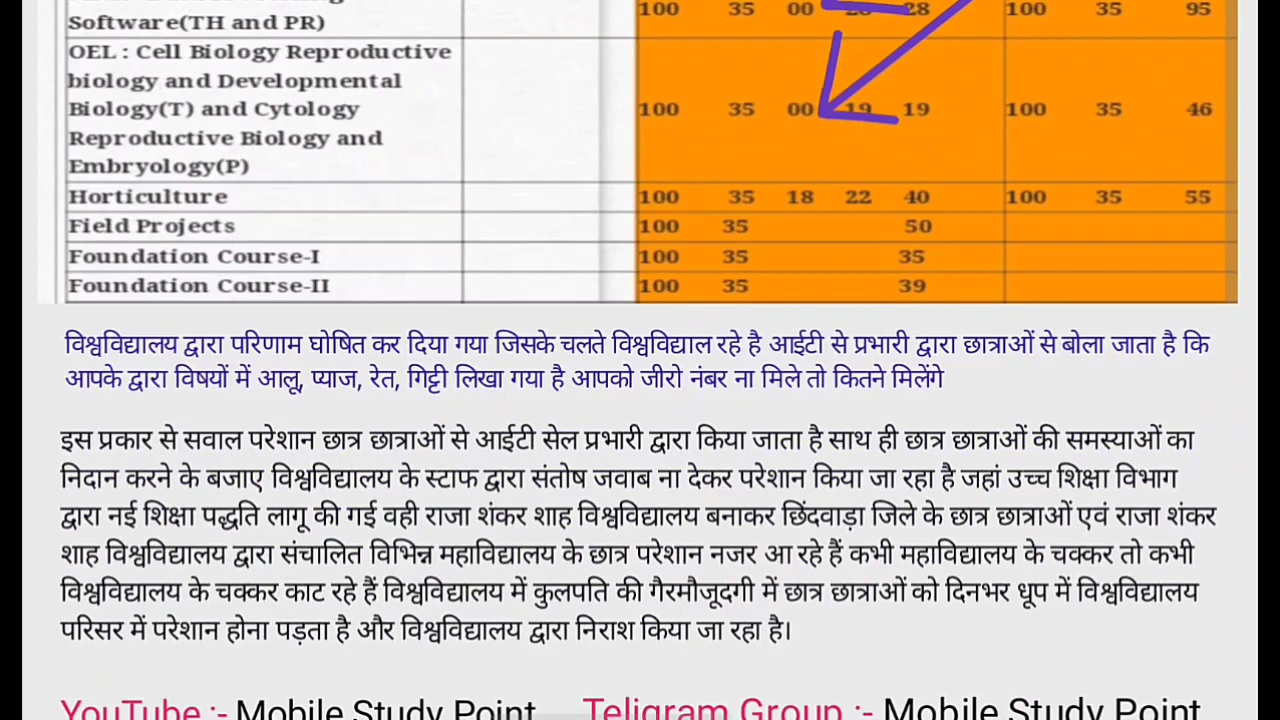 Software(TH and PR) 100 35 00 28 28 100 35 95
OEL : Cell Biology Reproductive
biology and Developmental
Biology(T) and Cytology 100 35 00 19 19 100 35 46
Reproductive Biology and
Embryology(P)
Horticulture 100 35 18 22 40 100 35 55
Field Projects 100 35 50
Foundation Course-I 100 35 35
Foundation Course-II 100 35 39
विश्वविद्यालय द्वारा परिणाम घोषित कर दिया गया जिसके चलते विश्वविद्याल रहे है आईटी से प्रभारी द्वारा छात्राओं से बोला जाता है कि
आपके द्वारा विषयों में आलू, प्याज, रेत, गिट्टी लिखा गया है आपको जीरो नंबर ना मिले तो कितने मिलेंगे
इस प्रकार से सवाल परेशान छात्र छात्राओं से आईटी सेल प्रभारी द्वारा किया जाता है साथ ही छात्र छात्राओं की समस्याओं का
निदान करने के बजाए विश्वविद्यालय के स्टाफ द्वारा संतोष जवाब ना देकर परेशान किया जा रहा है जहां उच्च शिक्षा विभाग
द्वारा नई शिक्षा पद्धति लागू की गई वही राजा शंकर शाह विश्वविद्यालय बनाकर छिंदवाड़ा जिले के छात्र छात्राओं एवं राजा शंकर
शाह विश्वविद्यालय द्वारा संचालित विभिन्न महाविद्यालय के छात्र परेशान नजर आ रहे हैं कभी महाविद्यालय के चक्कर तो कभी
विश्वविद्यालय के चक्कर काट रहे हैं विश्वविद्यालय में कुलपति की गैरमौजूदगी में छात्र छात्राओं को दिनभर धूप में विश्वविद्यालय
परिसर में परेशान होना पड़ता है और विश्वविद्यालय द्वारा निराश किया जा रहा है।
YouTube :- Mobile Study Point Teligram Group :- Mobile Study Point